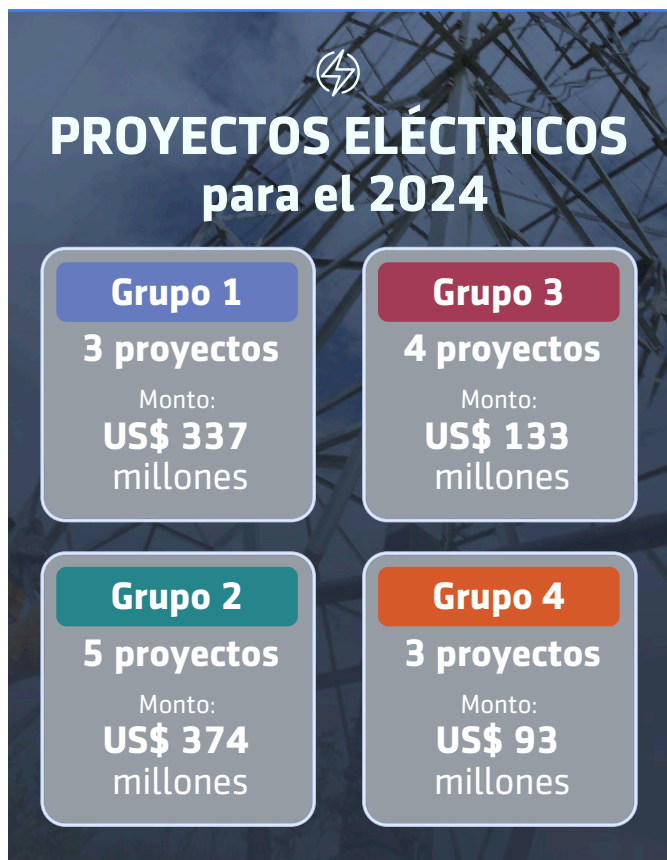 PROYECTOS ELÉCTRICOS
para el 2024
Grupo 1
3 proyectos
Monto:
US$ 337
millones
Grupo 3
4 proyectos
Monto:
US$ 133
millones
Grupo 2
5 proyectos
Monto:
US$ 374
millones
Grupo 4
3 proyectos
Monto:
US$ 93
millones